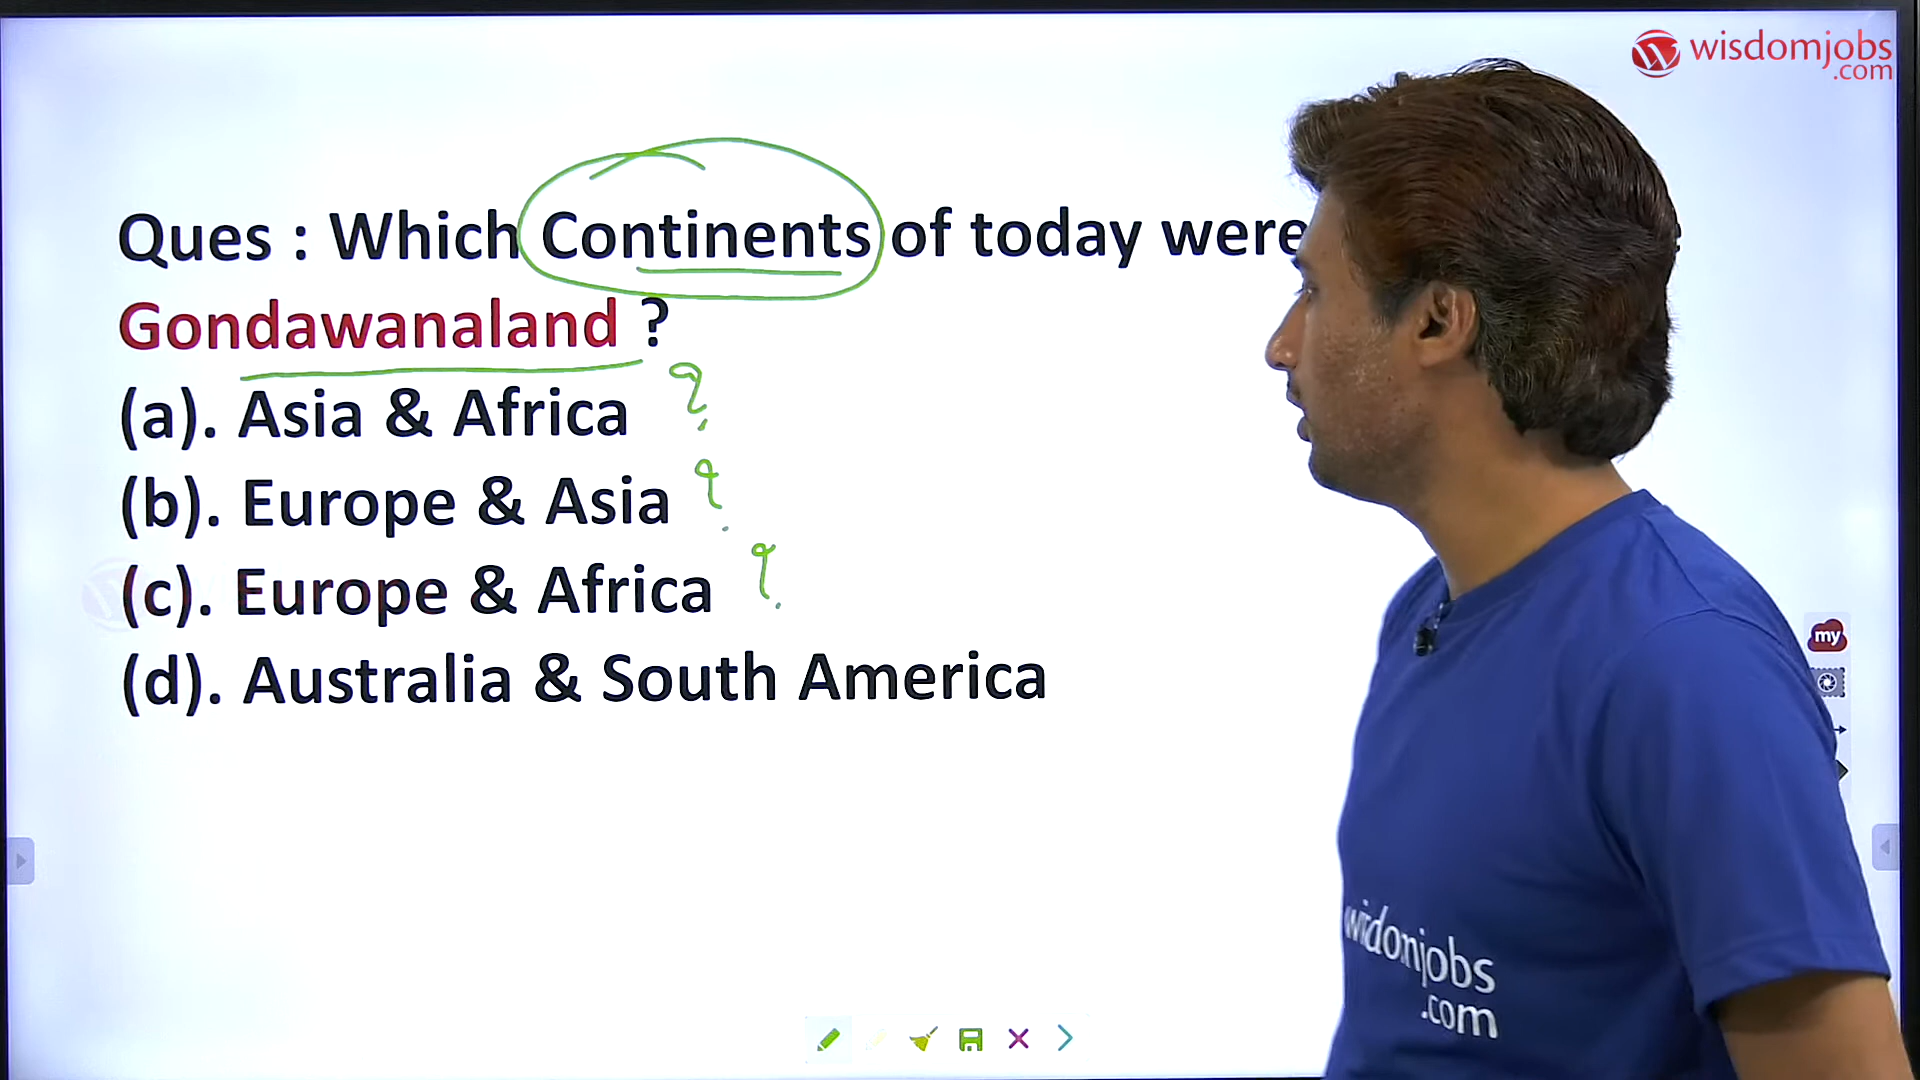 wisdomjobs
.com
Ques : Which Continents of today were
Gondawanaland ?
(a). Asia & Africa ?
(b). Europe & Asia ?
(c). Europe & Africa ?
(d). Australia & South America
my
wisdomjobs
.com